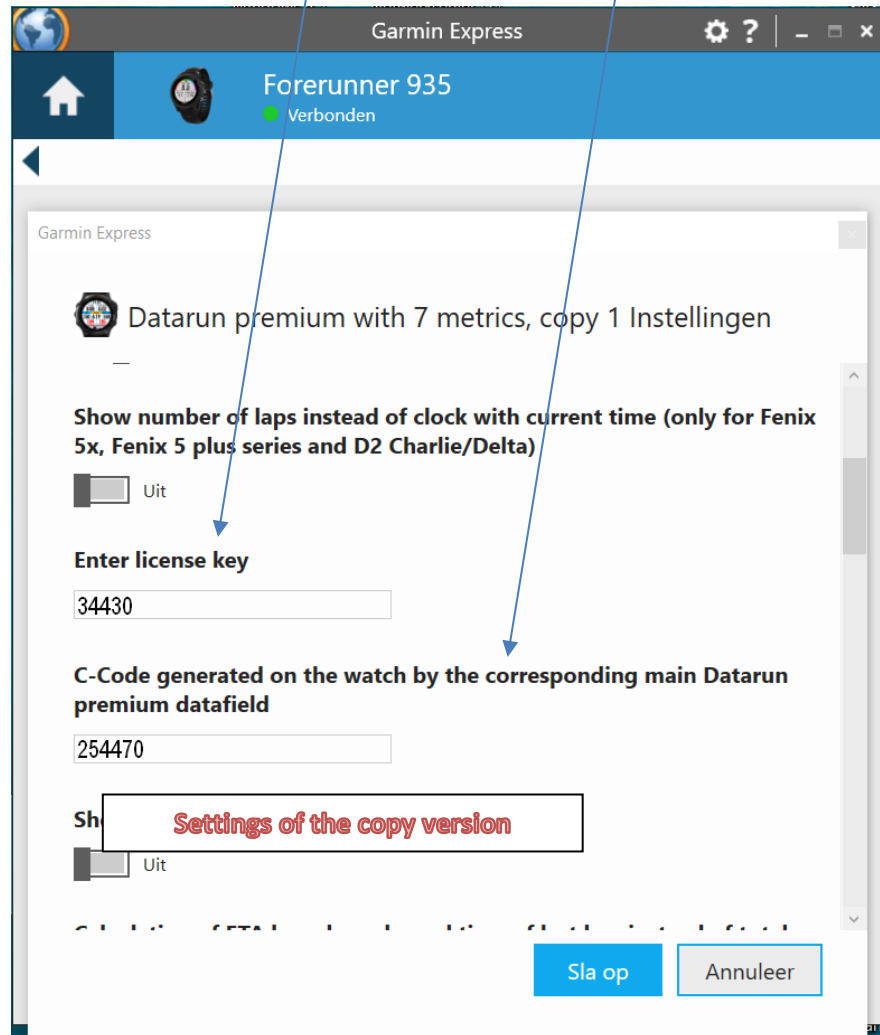 Garmin Express
?
Forerunner 935
Verbonden
Garmin Express
Datarun premium with 7 metrics, copy 1 Instellingen
Show number of laps instead of clock with current time (only for Fenix
5x, Fenix 5 plus series and D2 Charlie/Delta)
Uit
Enter license key
34430
C-Code generated on the watch by the corresponding main Datarun
premium datafield
254470
Settings of the copy version
Uit
Sla op
Annuleer